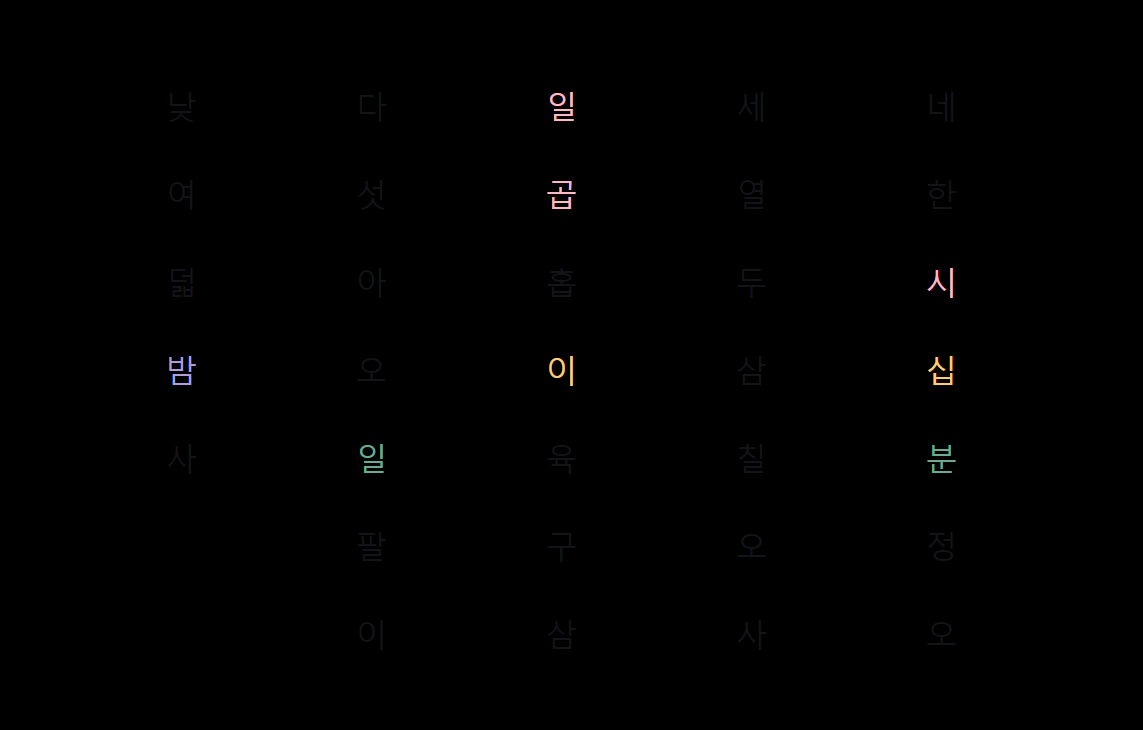 낮 다 일 세 네
여 섯 곱 열 한
덟 아 홉 두 시
밤 오 이 삼 십
사 일 육 칠 분
팔 구 오 정
이 삼 사 오